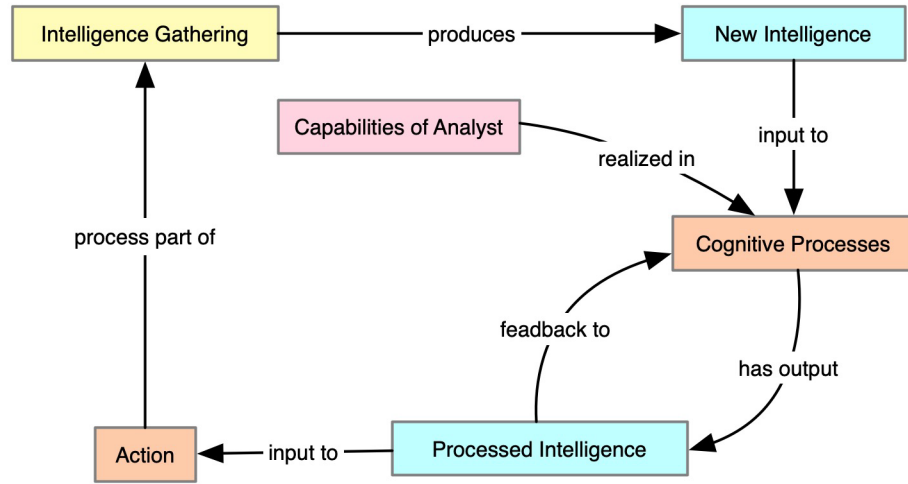 Intelligence Gathering
produces
New Intelligence
Capabilities of Analyst
input to
realized in
process part of
Cognitive Processes
feadback to
has output
Action
input to
Processed Intelligence